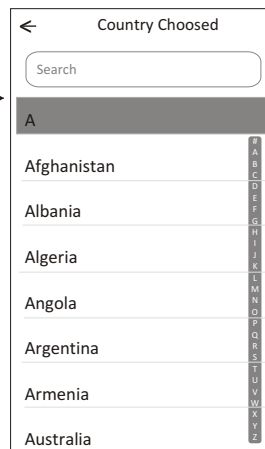 Country Choosed
Search
A
Afghanistan
Albania
Algeria
Angola
Argentina
Armenia
Australia
#
A
B
C
D
E
F
G
H
I
J
K
L
M
N
O
P
Q
R
S
T
U
V
W
X
Y
Z